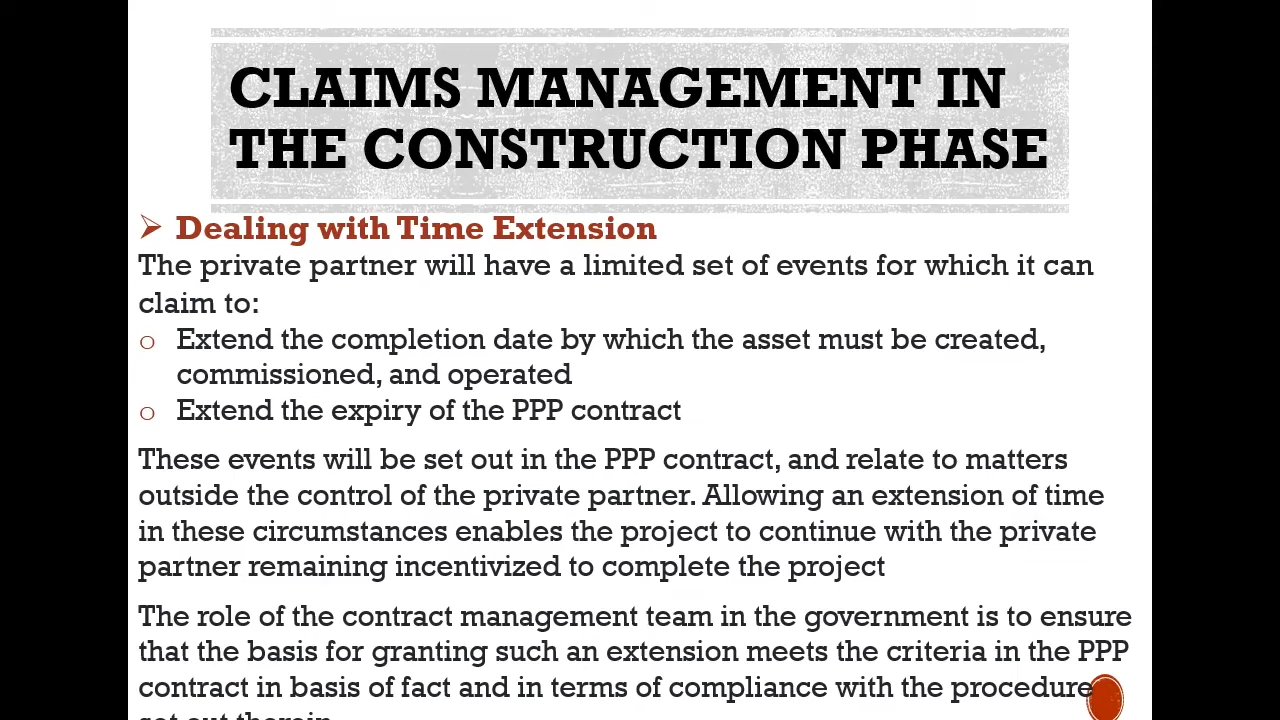 CLAIMS MANAGEMENT IN
THE CONSTRUCTION PHASE
➢ Dealing with Time Extension
The private partner will have a limited set of events for which it can
claim to:
o Extend the completion date by which the asset must be created,
commissioned, and operated
o Extend the expiry of the PPP contract
These events will be set out in the PPP contract, and relate to matters
outside the control of the private partner. Allowing an extension of time
in these circumstances enables the project to continue with the private
partner remaining incentivized to complete the project
The role of the contract management team in the government is to ensure
that the basis for granting such an extension meets the criteria in the PPP
contract in basis of fact and in terms of compliance with the procedure
set out therein